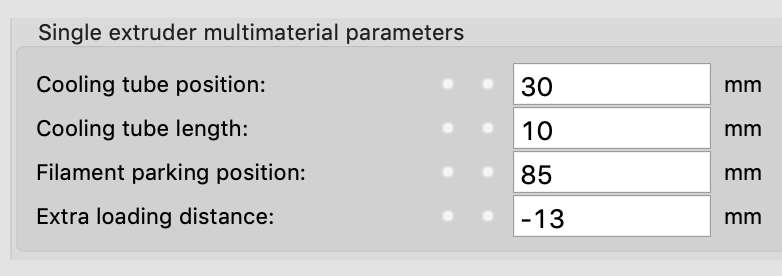 Single extruder multimaterial parameters
Cooling tube position: 30 mm
Cooling tube length: 10 mm
Filament parking position: 85 mm
Extra loading distance: -13 mm